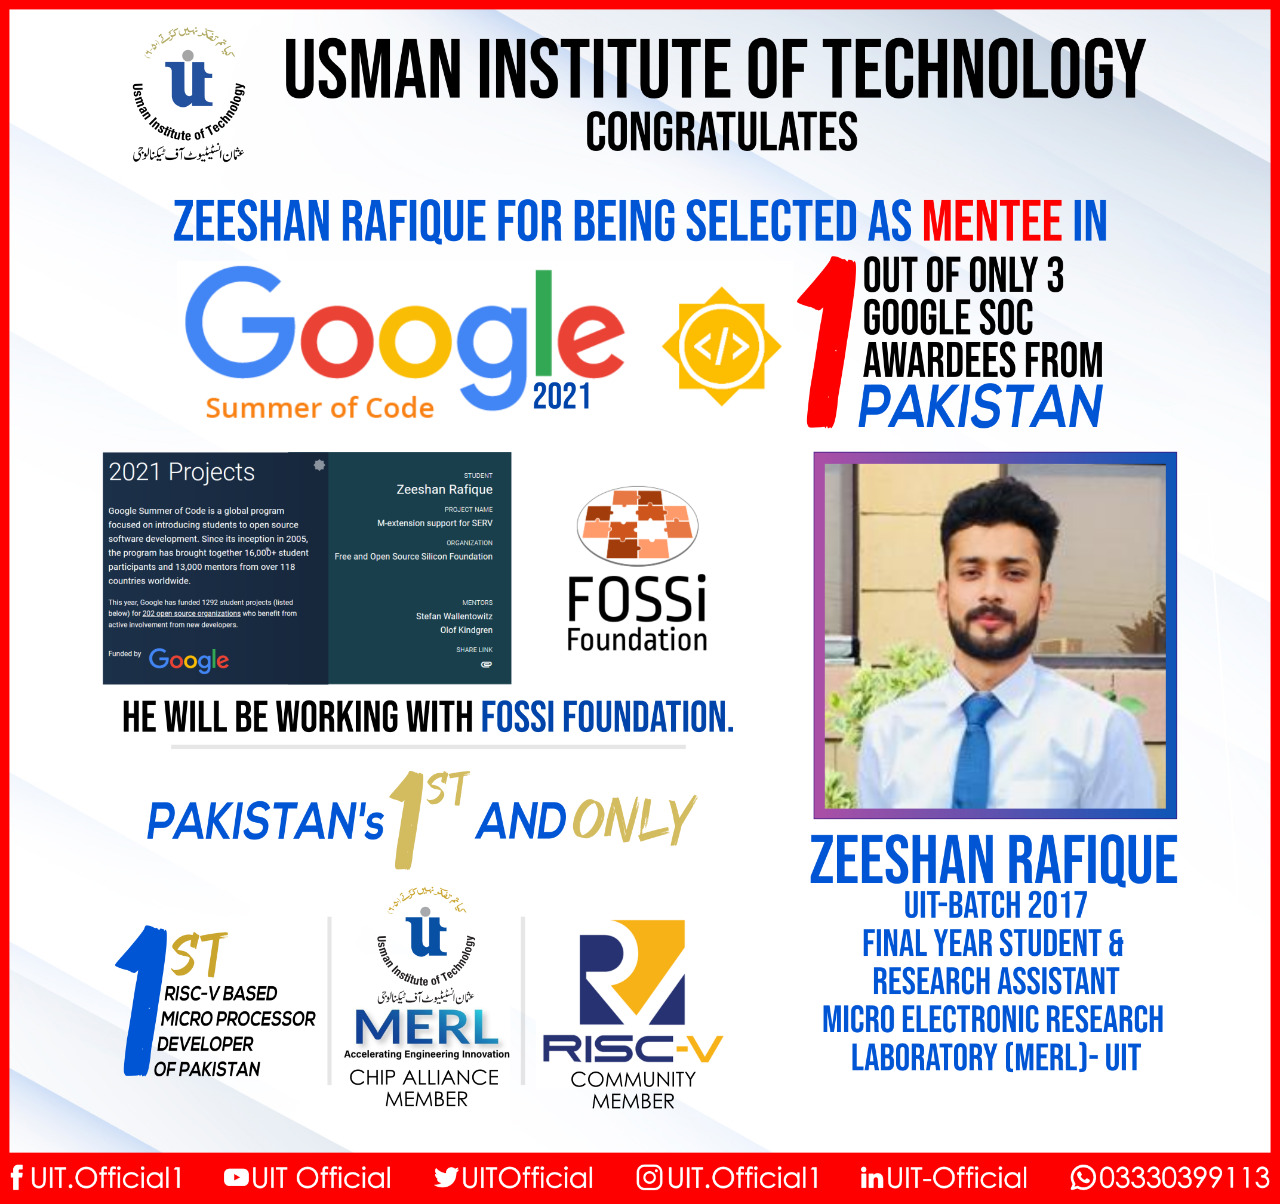 Usman Institute of Technology
عثمان انسٹیٹیوٹ آف ٹیکنالوجی
USMAN INSTITUTE OF TECHNOLOGY
CONGRATULATES
ZEESHAN RAFIQUE FOR BEING SELECTED AS MENTEE IN
Google
Summer of Code
2021
</>
1
OUT OF ONLY 3
GOOGLE SOC
AWARDEES FROM
PAKISTAN
2021 Projects
Google Summer of Code is a global program
focused on introducing students to open source
software development. Since its inception in 2005,
the program has brought together 16,000+ student
participants and 13,000 mentors from over 118
countries worldwide.
This year, Google has funded 1292 student projects (listed
below) for 202 open source organizations who benefit from
active involvement from new developers.
Funded by Google
STUDENT
Zeeshan Rafique
PROJECT NAME
M-extension support for SERV
ORGANIZATION
Free and Open Source Silicon Foundation
MENTORS
Stefan Wallentowitz
Olof Kindgren
SHARE LINK
FOSSi
Foundation
HE WILL BE WORKING WITH FOSSI FOUNDATION.
PAKISTAN's 1ST AND ONLY
1ST
RISC-V BASED
MICRO PROCESSOR
DEVELOPER
OF PAKISTAN
Usman Institute of Technology
عثمان انسٹیٹیوٹ آف ٹیکنالوجی
MERL
Accelerating Engineering Innovation
CHIP ALLIANCE
MEMBER
RISC-V
COMMUNITY
MEMBER
ZEESHAN RAFIQUE
UIT-BATCH 2017
FINAL YEAR STUDENT &
RESEARCH ASSISTANT
MICRO ELECTRONIC RESEARCH
LABORATORY (MERL)- UIT
UIT.Official1 UIT Official UITOfficial UIT.Official1 UIT-Official 03330399113